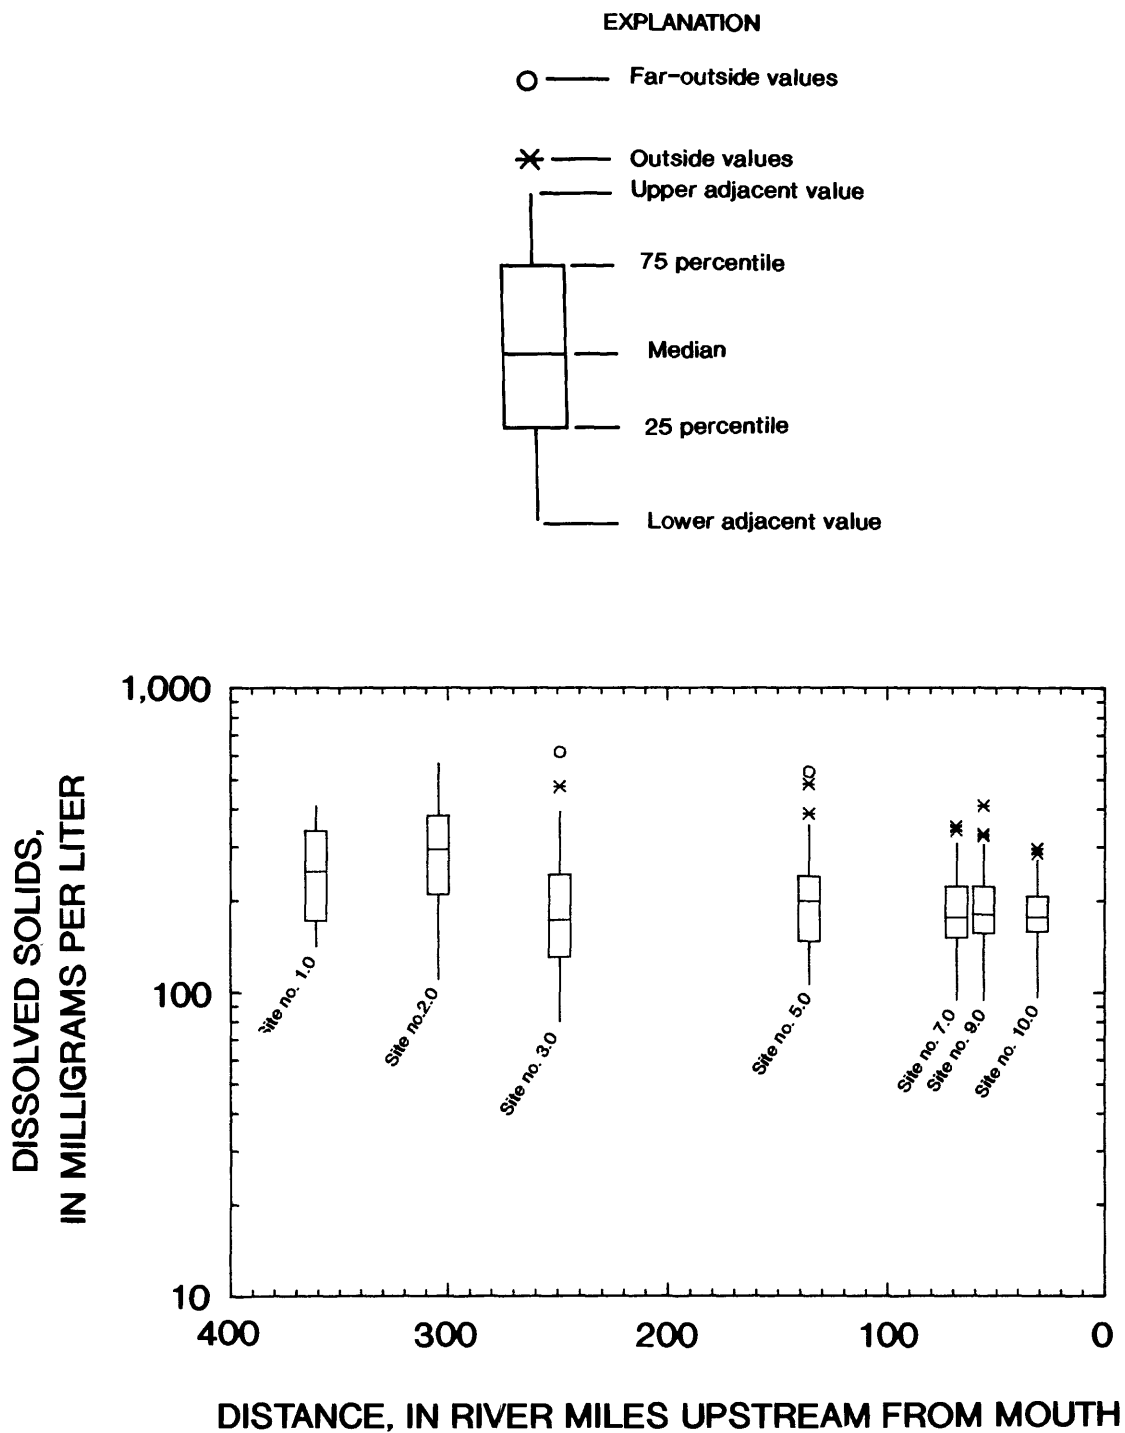 EXPLANATION
Far-outside values
Outside values
Upper adjacent value
75 percentile
Median
25 percentile
Lower adjacent value
DISSOLVED SOLIDS,
IN MILLIGRAMS PER LITER
1,000
100
10
Site no. 1.0
Site no.2.0
Site no. 3.0
Site no. 5.0
Site no. 7.0
Site no. 9.0
Site no. 10.0
400 300 200 100 0
DISTANCE, IN RIVER MILES UPSTREAM FROM MOUTH